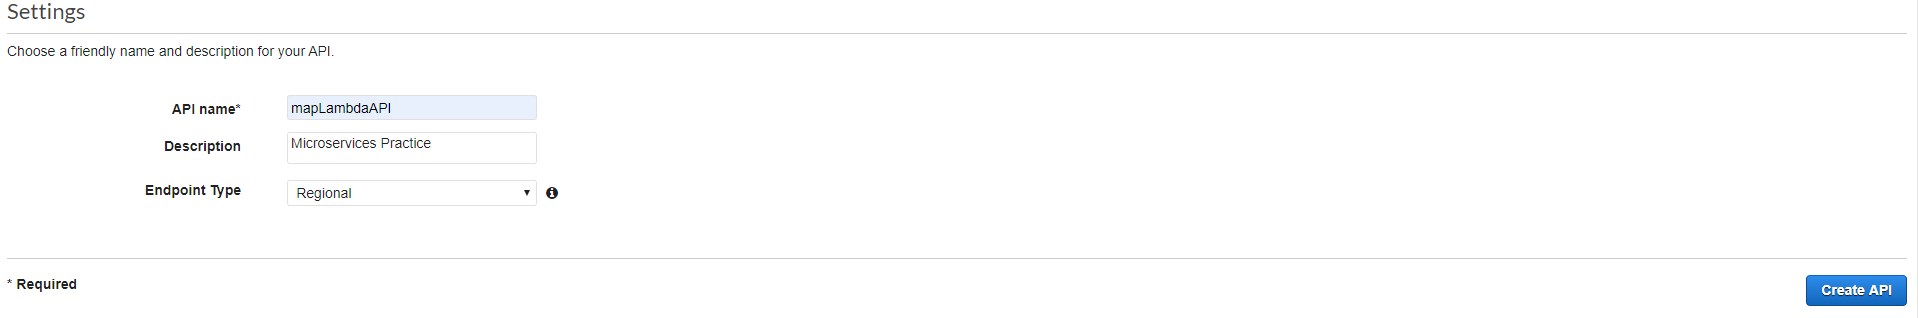 Settings
Choose a friendly name and description for your API.
API name* mapLambdaAPI
Description Microservices Practice
Endpoint Type Regional
* Required Create API